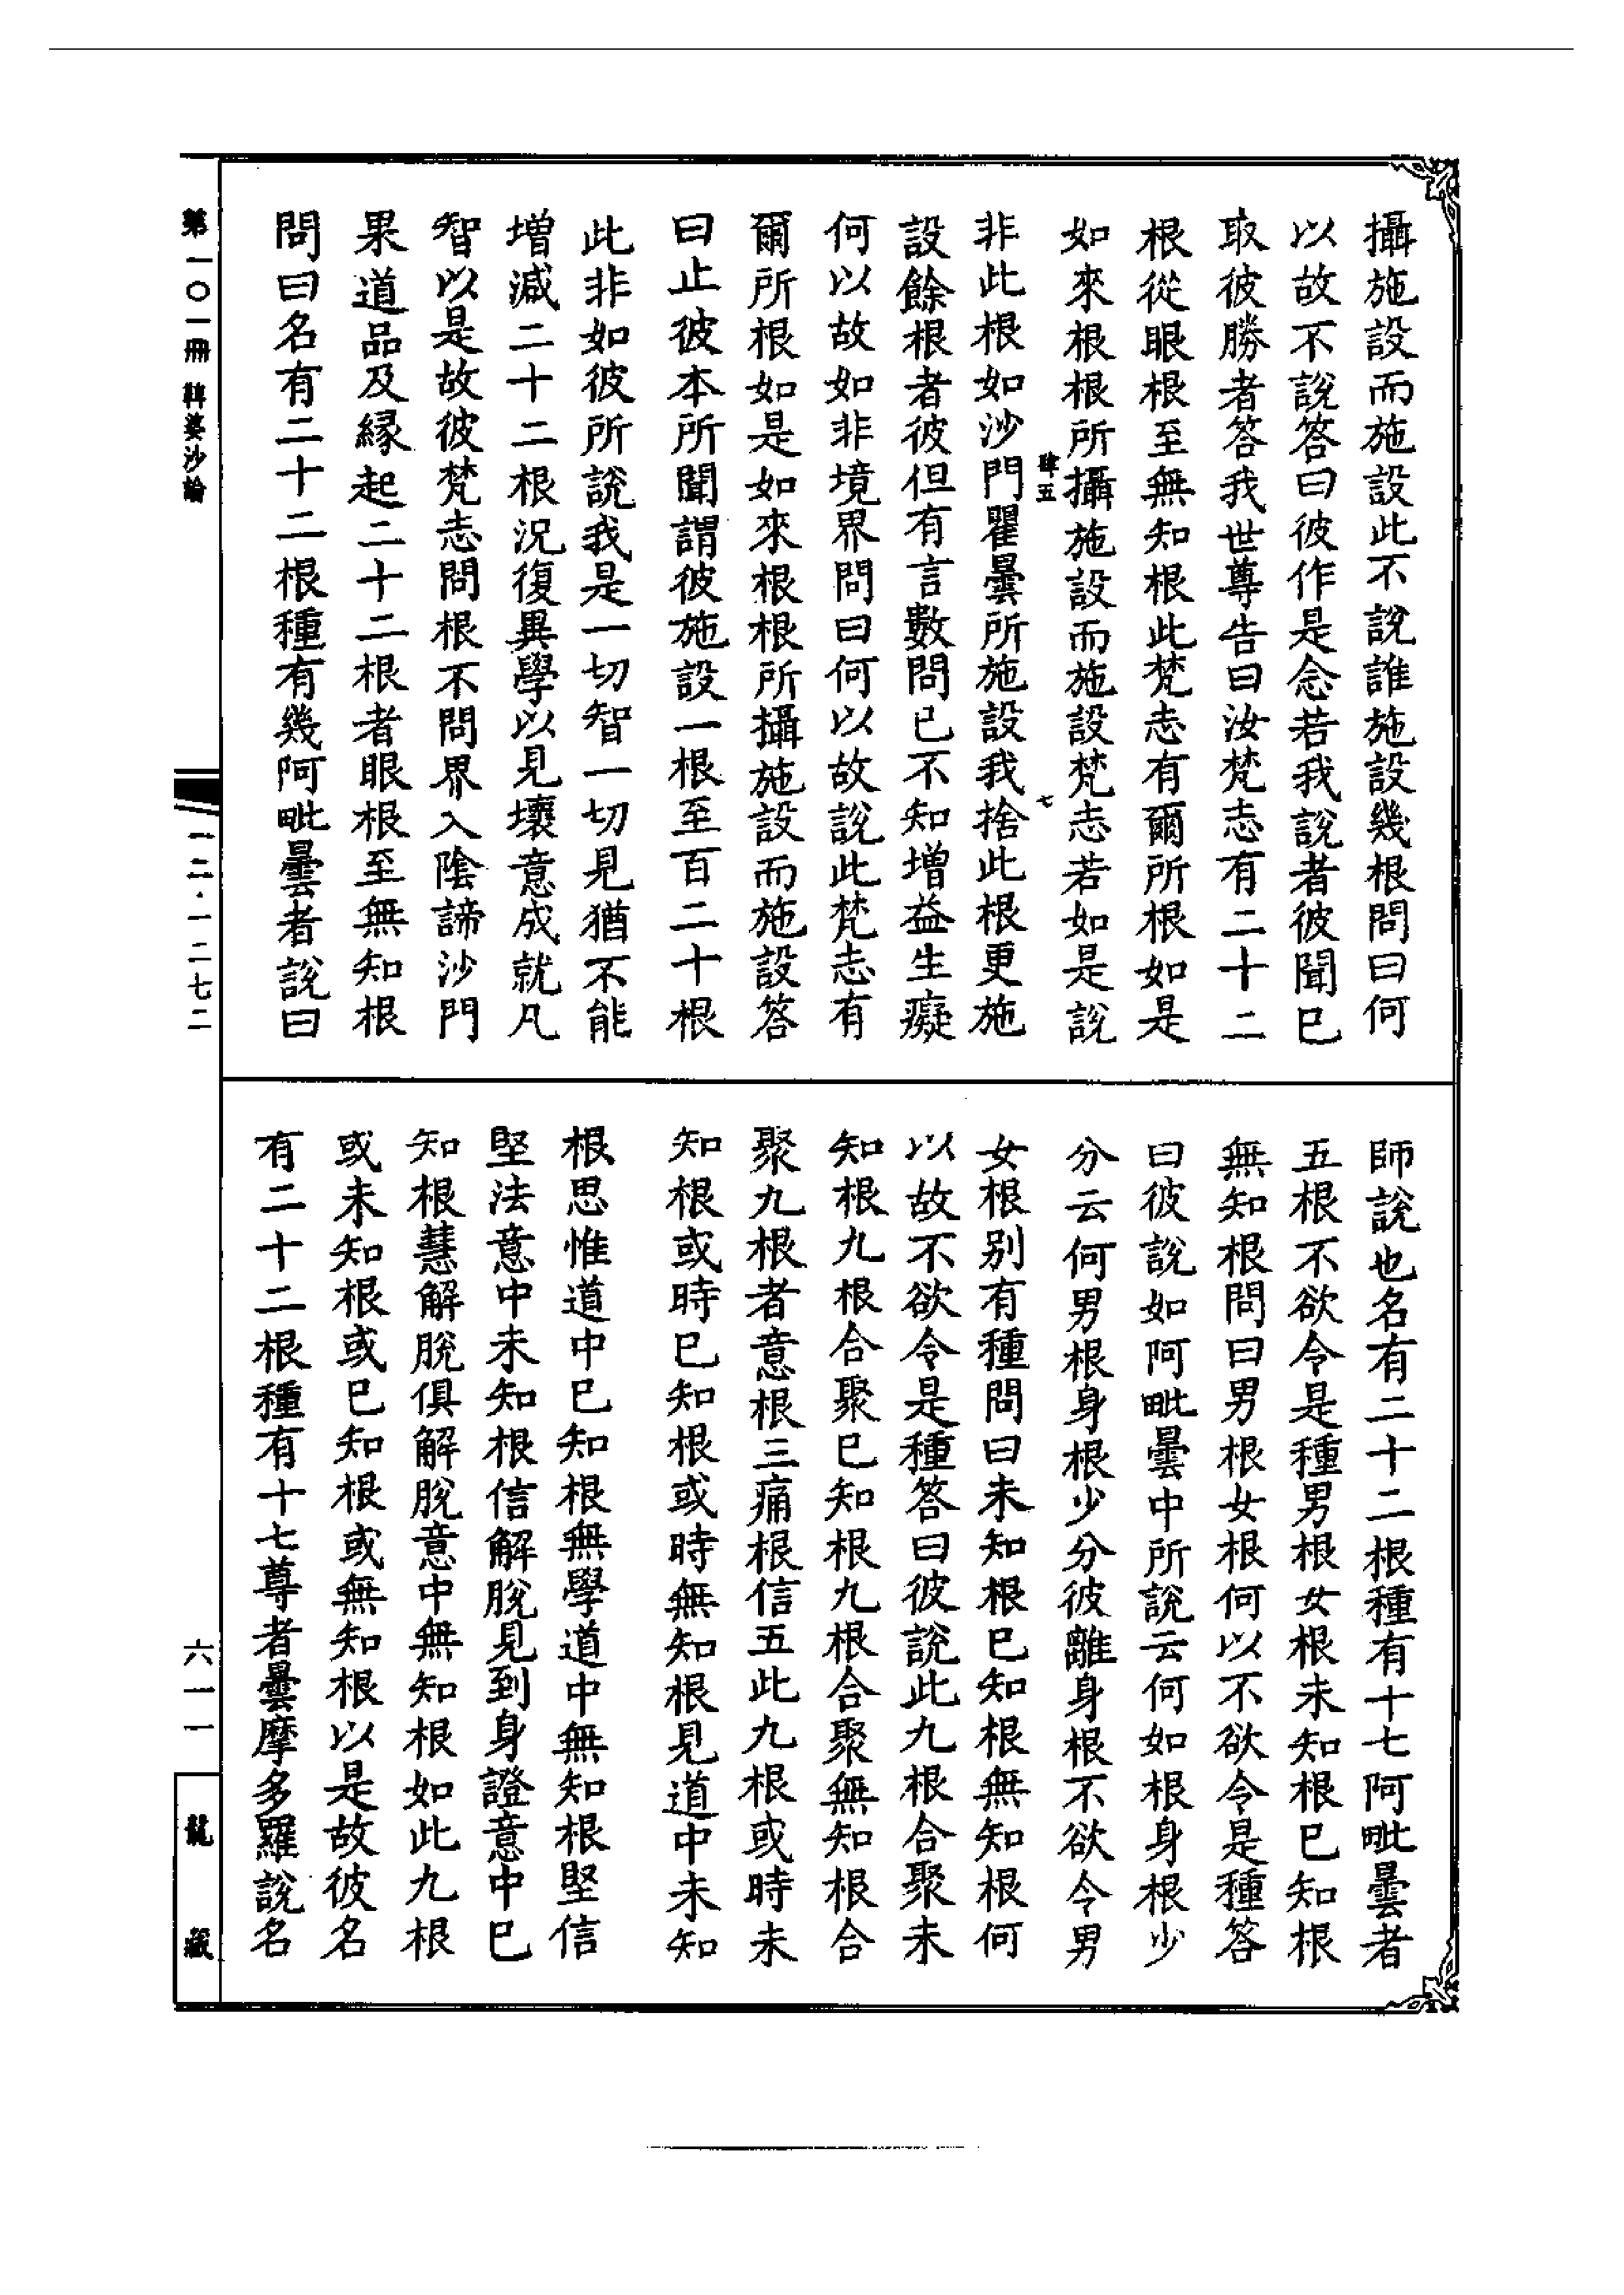 攝施設而施設此不說誰施設幾根問曰何
以故不說答曰彼作是念若我說者彼聞已
取彼勝者答我世尊告曰汝梵志有二十二
根從眼根至無知根此梵志有爾所根如是
如來根根所攝施設而施設梵志若如是說
肆五
七
非此根如沙門瞿曇所施設我捨此根更施
設餘根者彼但有言數問已不知增益生癡
何以故如非境界問曰何以故說此梵志有
爾所根如是如來根根所攝施設而施設答
曰止彼本所聞謂彼施設一根至百二十根
此非如彼所說我是一切智一切見猶不能
增減二十二根況復異學以見壞意成就凡
智以是故彼梵志問根不問界入陰諦沙門
果道品及緣起二十二根者眼根至無知根
問曰名有二十二根種有幾阿毗曇者說曰
師說也名有二十二根種有十七阿毗曇者
五根不欲令是種男根女根未知根已知根
無知根問曰男根女根何以不欲令是種答
曰彼說如阿毗曇中所說云何如根身根少
分云何男根身根少分彼離身根不欲令男
女根別有種問曰未知根已知根無知根何
以故不欲令是種答曰彼說此九根合聚未
知根九根合聚已知根九根合聚無知根合
聚九根者意根三痛根信五此九根或時未
知根或時已知根或時無知根見道中未知
根思惟道中已知根無學道中無知根堅信
堅法意中未知根信解脫見到身證意中已
知根慧解脫俱解脫意中無知根如此九根
或未知根或已知根或無知根以是故彼名
有二十二根種有十七尊者曇摩多羅說名
第一〇一冊 鞞婆沙論
一二·一二七二
六一一
龍藏